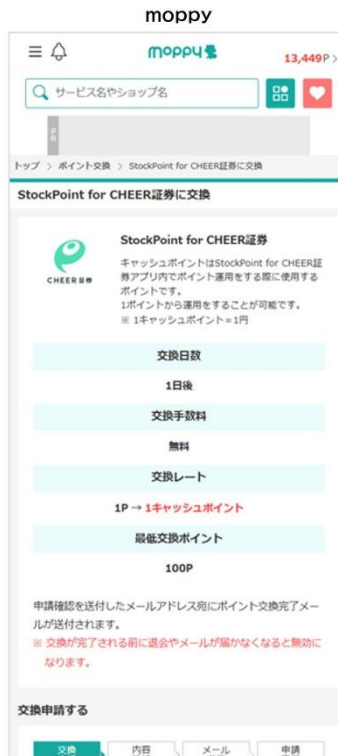 moppy
moppy
13,449P >
サービス名やショップ名
PR
トップ > ポイント交換 > StockPoint for CHEER証券に交換
StockPoint for CHEER証券に交換
StockPoint for CHEER証券
CHEER証券
キャッシュポイントはStockPoint for CHEER証
券アプリ内でポイント運用をする際に使用する
ポイントです。
1ポイントから運用をすることが可能です。
※ 1キャッシュポイント=1円
交換日数
1日後
交換手数料
無料
交換レート
1P → 1キャッシュポイント
最低交換ポイント
100P
申請確認を送付したメールアドレス宛にポイント交換完了メー
ルが送付されます。
※ 交換が完了される前に退会やメールが届かなくなると無効に
なります。
交換申請する
交換
内容
メール
申請